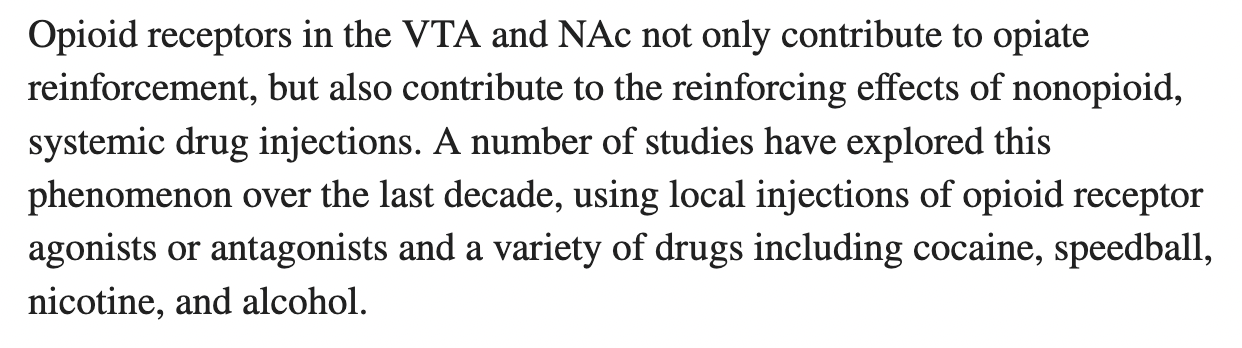 Opioid receptors in the VTA and NAc not only contribute to opiate
reinforcement, but also contribute to the reinforcing effects of nonopioid,
systemic drug injections. A number of studies have explored this
phenomenon over the last decade, using local injections of opioid receptor
agonists or antagonists and a variety of drugs including cocaine, speedball,
nicotine, and alcohol.